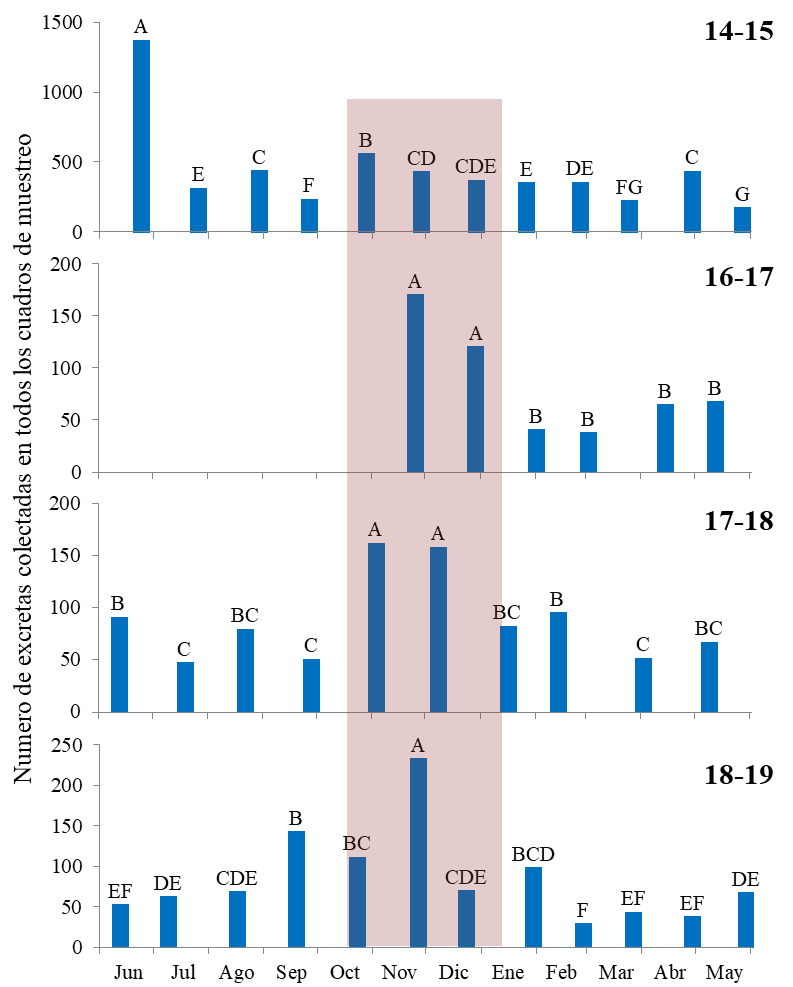 Numero de excretas colectadas en todos los cuadros de muestreo
14-15
1500
1000
500
0
A
E
C
F
B
CD
CDE
E
DE
FG
C
G
16-17
200
150
100
50
0
A
A
B
B
B
B
17-18
200
150
100
50
0
B
C
BC
C
A
A
BC
B
C
BC
18-19
250
200
150
100
50
0
EF
DE
CDE
B
BC
A
CDE
BCD
F
EF
EF
DE
Jun Jul Ago Sep Oct Nov Dic Ene Feb Mar Abr May